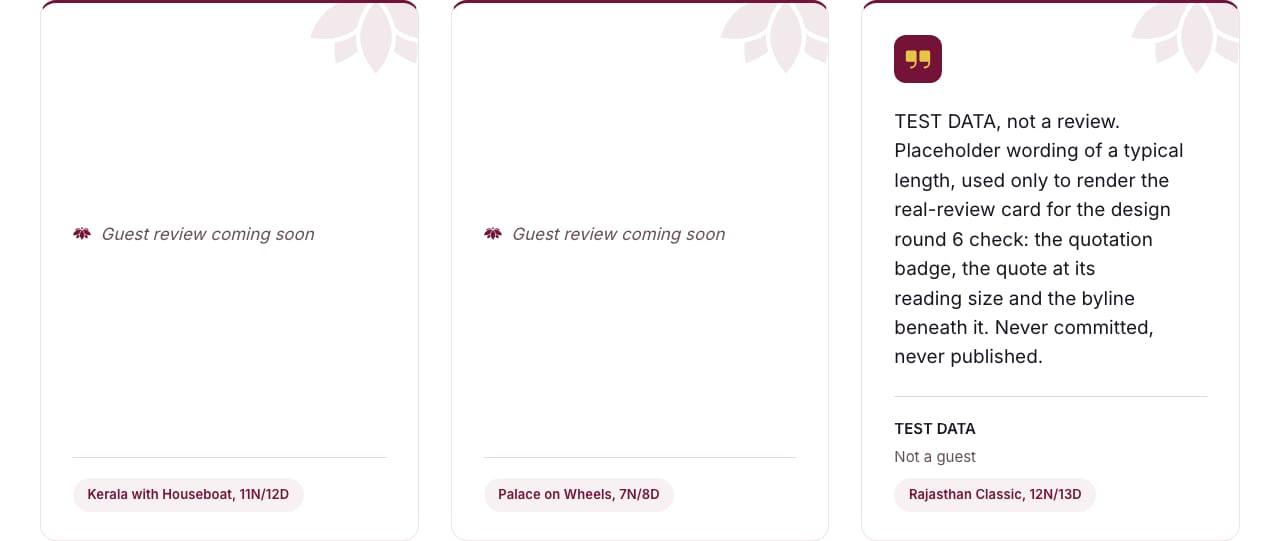 Guest review coming soon
Kerala with Houseboat, 11N/12D
Guest review coming soon
Palace on Wheels, 7N/8D
TEST DATA, not a review.
Placeholder wording of a typical
length, used only to render the
real-review card for the design
round 6 check: the quotation
badge, the quote at its
reading size and the byline
beneath it. Never committed,
never published.
TEST DATA
Not a guest
Rajasthan Classic, 12N/13D